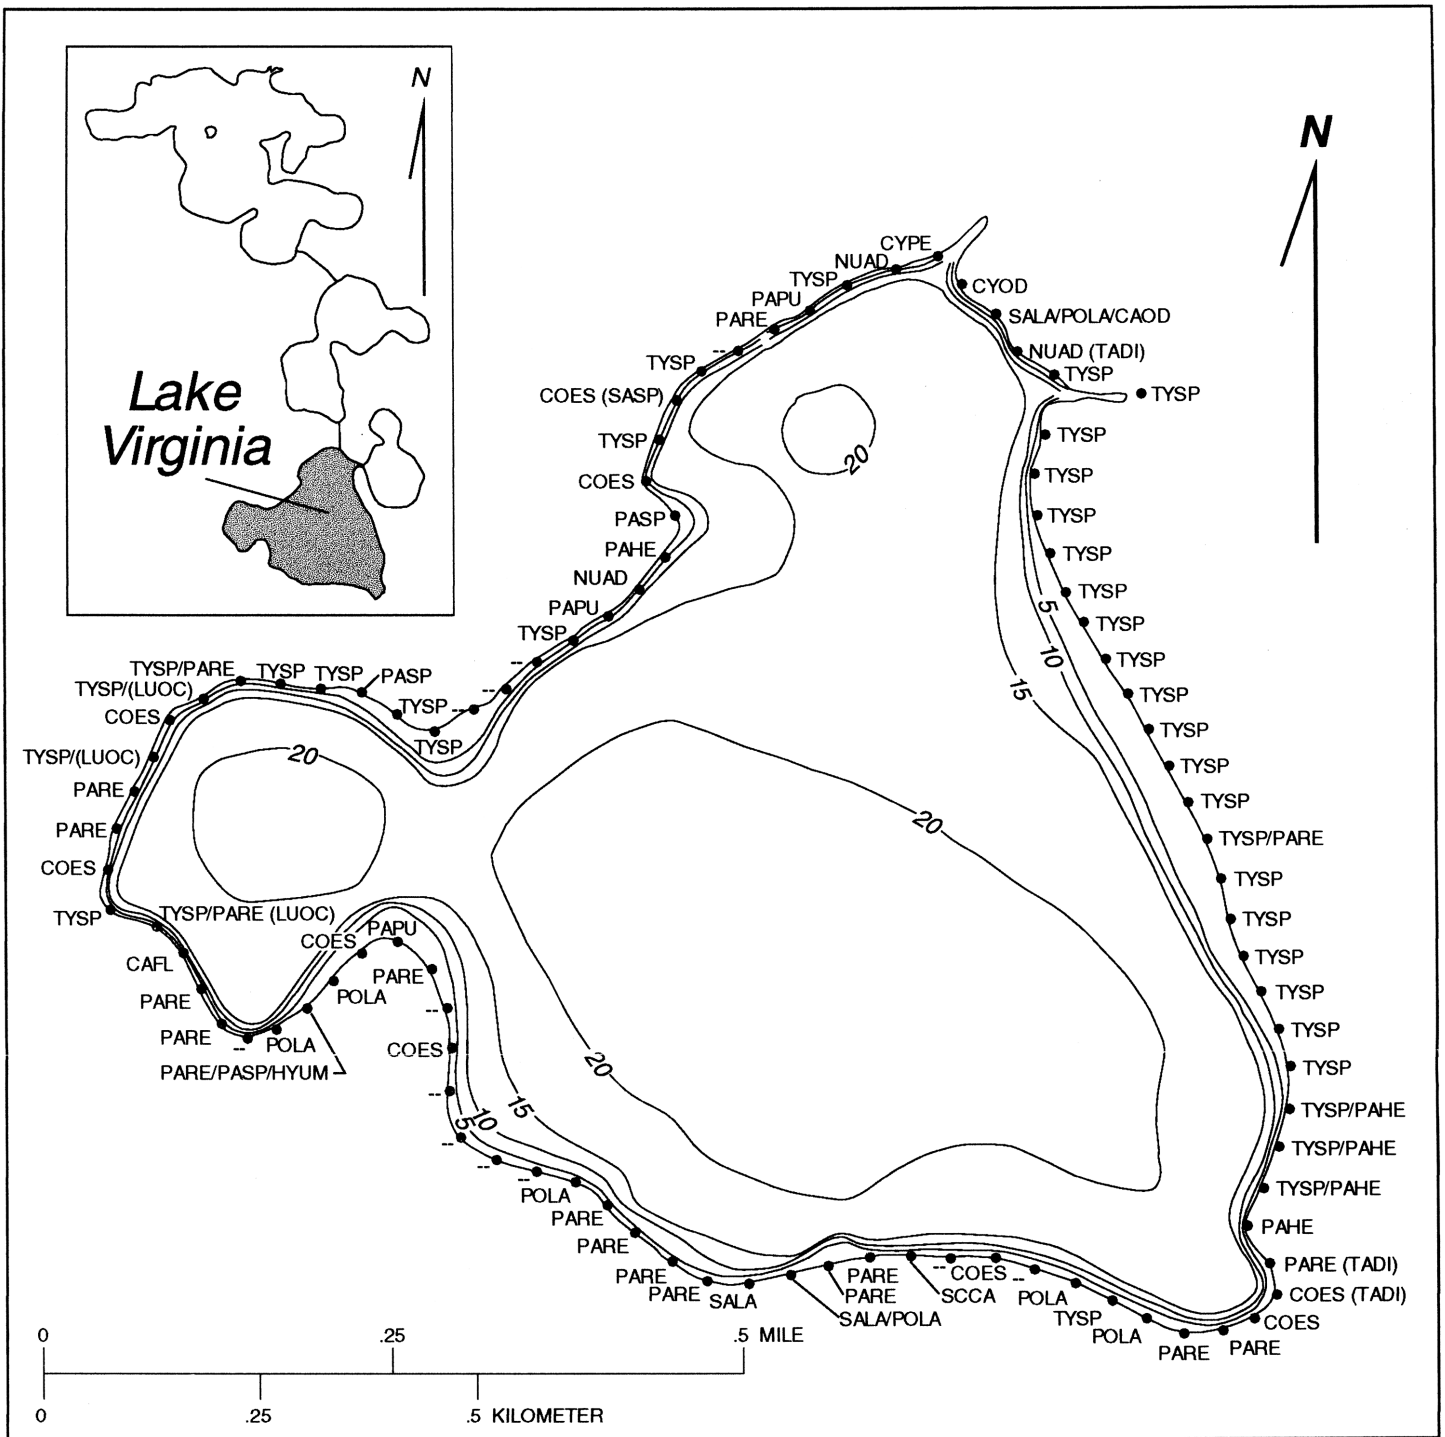 N
Lake
Virginia
N
CYPE
NUAD
TYSP
PAPU
PARE
--
TYSP
COES (SASP)
TYSP
COES
PASP
PAHE
NUAD
PAPU
TYSP
--
--
--
TYSP
TYSP
PASP
TYSP
TYSP
TYSP/PARE
TYSP/(LUOC)
COES
TYSP/(LUOC)
PARE
PARE
COES
TYSP
TYSP/PARE (LUOC)
CAFL
PARE
PARE
--
POLA
PARE/PASP/HYUM
POLA
COES
PAPU
PARE
--
COES
--
--
--
--
POLA
PARE
PARE
PARE
PARE
SALA
SALA/POLA
PARE
PARE
SCCA
--
COES
--
POLA
TYSP
POLA
PARE
PARE
COES
COES (TADI)
PARE (TADI)
PAHE
TYSP/PAHE
TYSP/PAHE
TYSP/PAHE
TYSP
TYSP
TYSP
TYSP
TYSP
TYSP
TYSP/PARE
TYSP
TYSP
TYSP
TYSP
TYSP
TYSP
TYSP
TYSP
TYSP
TYSP
TYSP
TYSP
TYSP
TYSP
NUAD (TADI)
SALA/POLA/CAOD
CYOD
20
5
10
15
20
20
20
5
10
15
0 .25 .5 MILE
0 .25 .5 KILOMETER